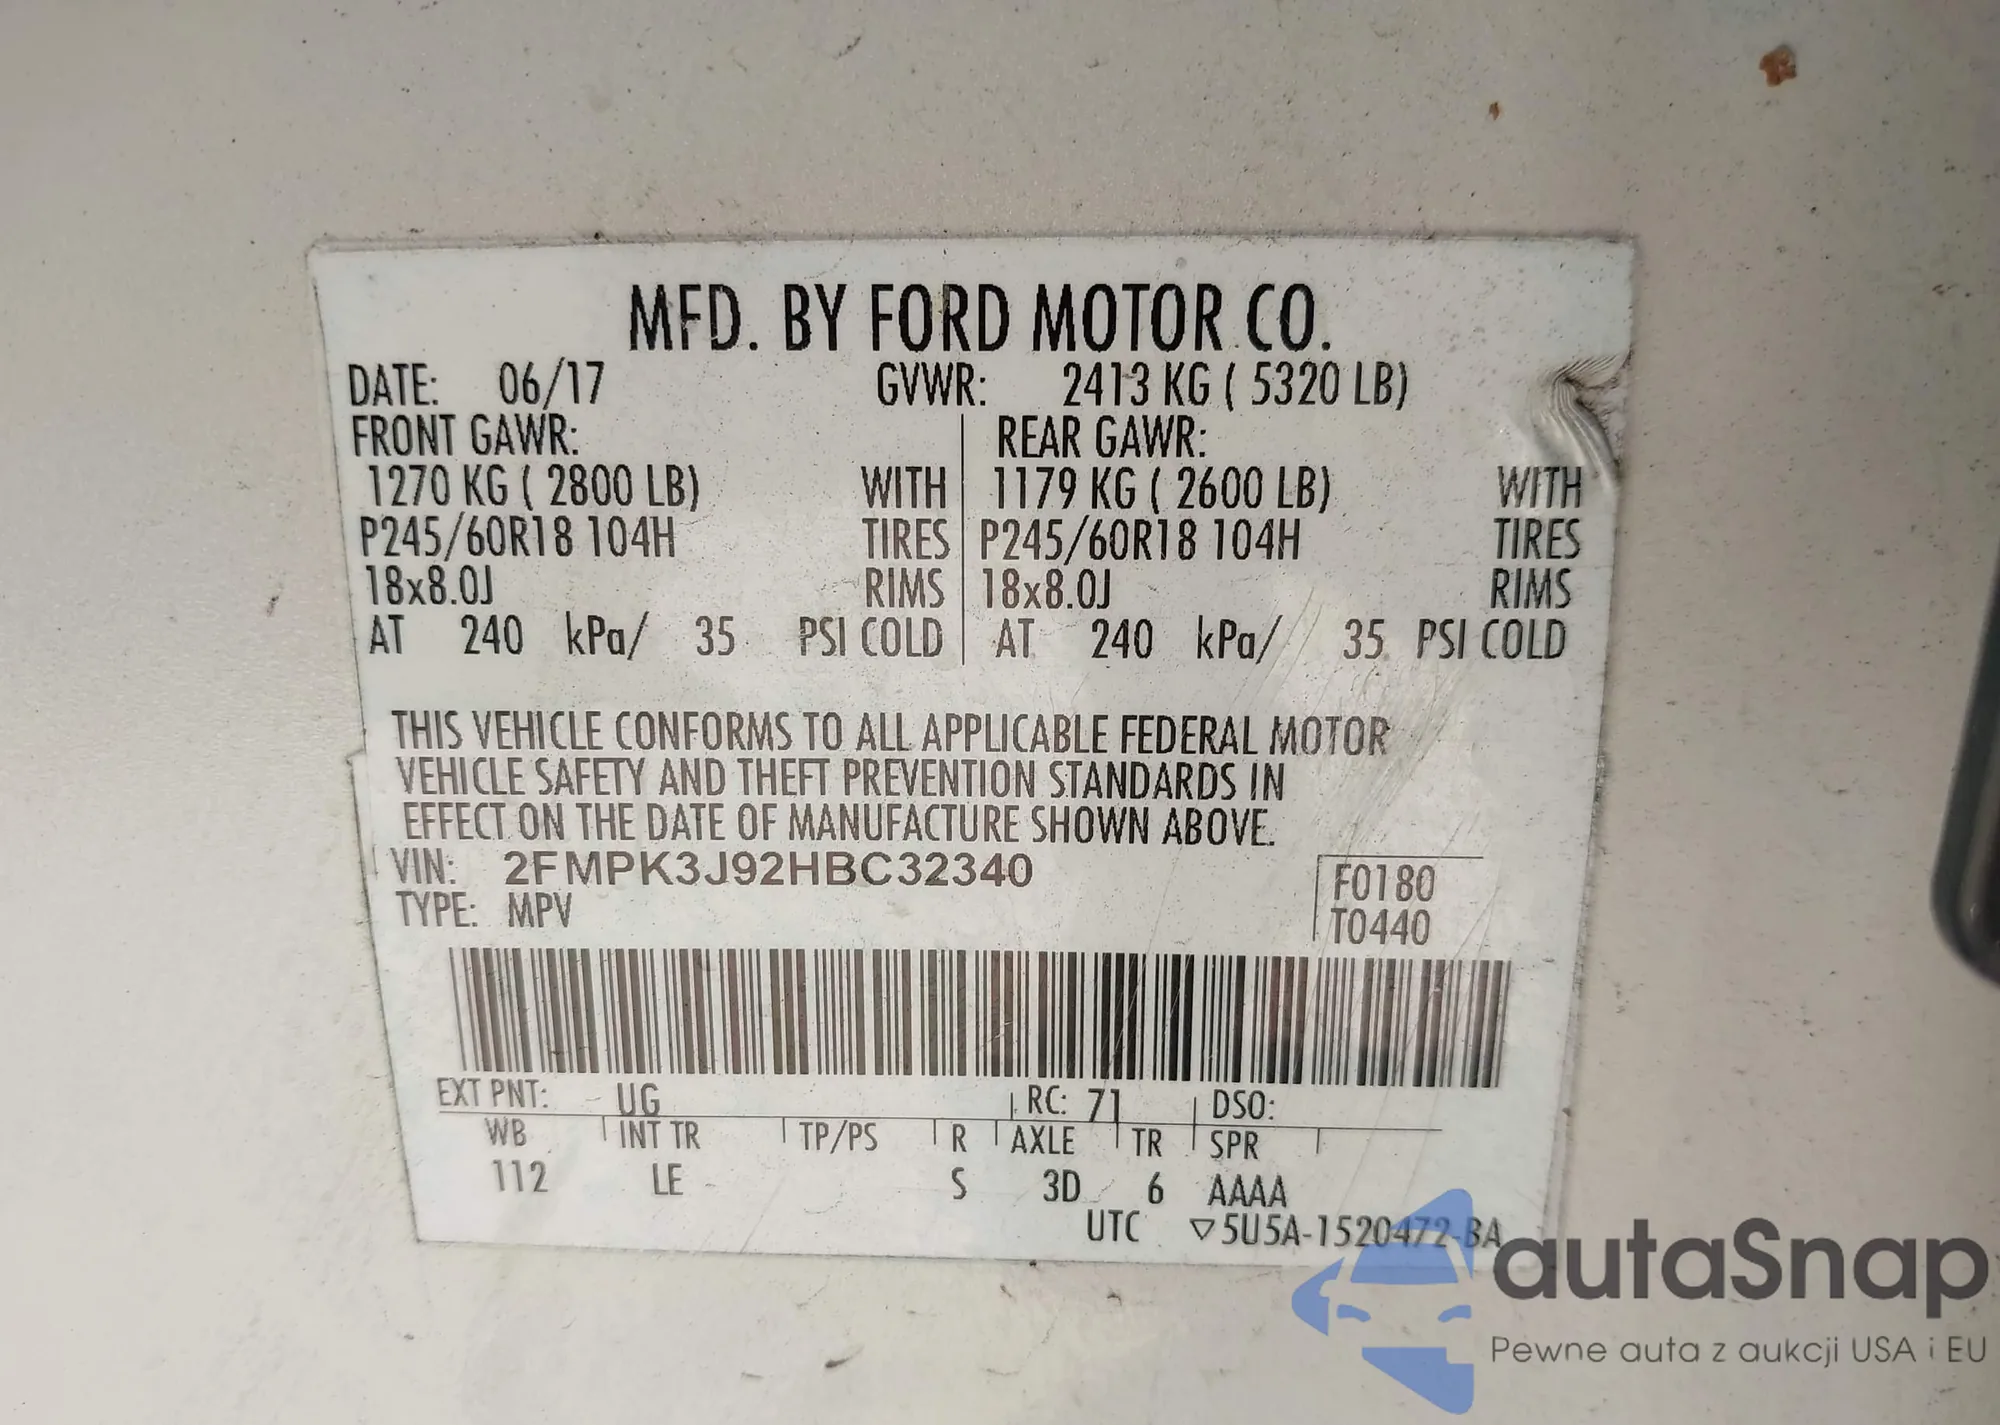 MFD. BY FORD MOTOR CO.
DATE: 06/17 GVWR: 2413 KG ( 5320 LB)
FRONT GAWR: REAR GAWR:
1270 KG ( 2800 LB) WITH 1179 KG ( 2600 LB) WITH
P245/60R18 104H TIRES P245/60R18 104H TIRES
18x8.0J RIMS 18x8.0J RIMS
AT 240 kPa/ 35 PSI COLD AT 240 kPa/ 35 PSI COLD
THIS VEHICLE CONFORMS TO ALL APPLICABLE FEDERAL MOTOR
VEHICLE SAFETY AND THEFT PREVENTION STANDARDS IN
EFFECT ON THE DATE OF MANUFACTURE SHOWN ABOVE.
VIN: 2FMPK3J92HBC32340 F0180
TYPE: MPV T0440
EXT PNT: UG RC: 71 DSO:
WB INT TR TP/PS R AXLE TR SPR
112 LE S 3D 6 AAAA
UTC ▽5U5A-1520472-BA
autaSnap
Pewne auta z aukcji USA i EU